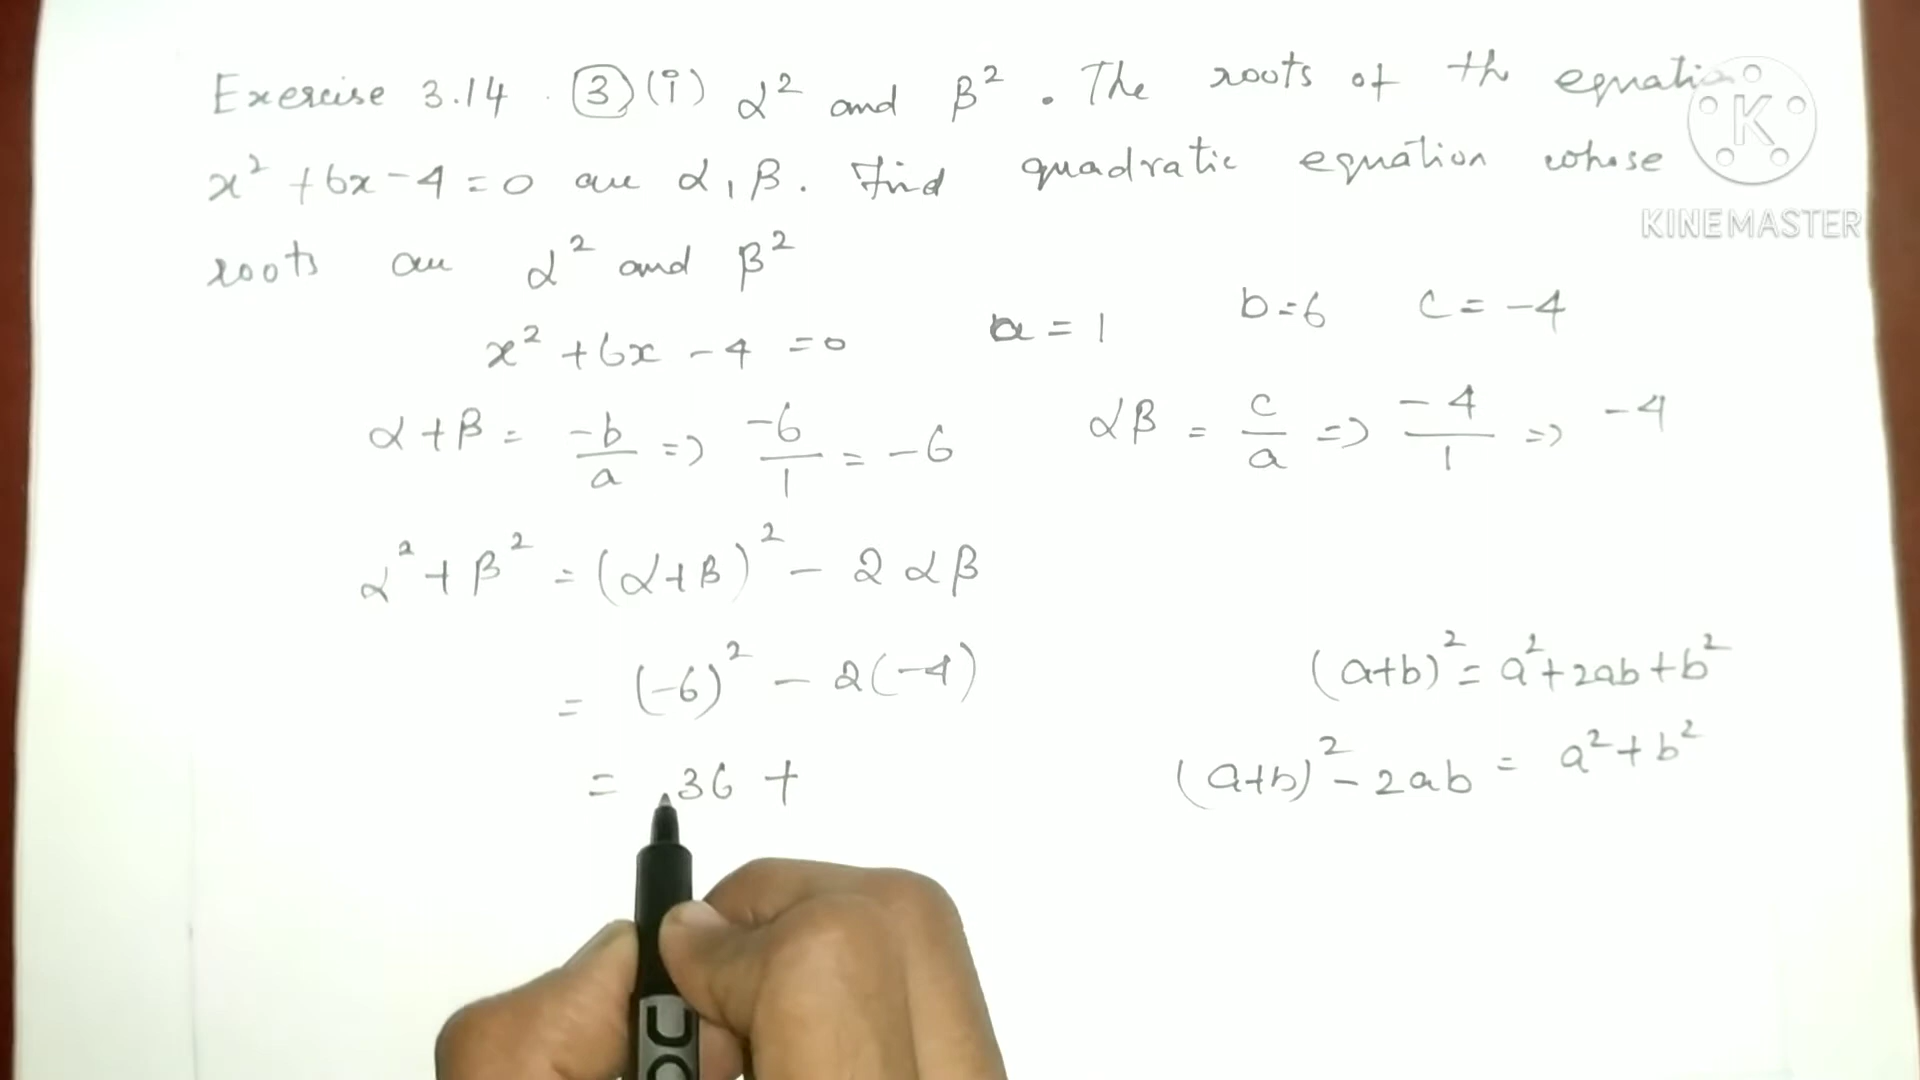 Exercise 3.14 . ③ (i) α² and β² . The roots of th equatio
x² + 6x - 4 = 0 are α, β. Find quadratic equation whose
roots are α² and β²
x² + 6x - 4 = 0 a = 1 b = 6 c = -4
α + β = -b/a => -6/1 = -6 αβ = c/a => -4/1 => -4
α² + β² = (α+β)² - 2αβ
= (-6)² - 2(-4) (a+b)² = a² + 2ab + b²
= 36 + (a+b)² - 2ab = a² + b²
K
KINEMASTER